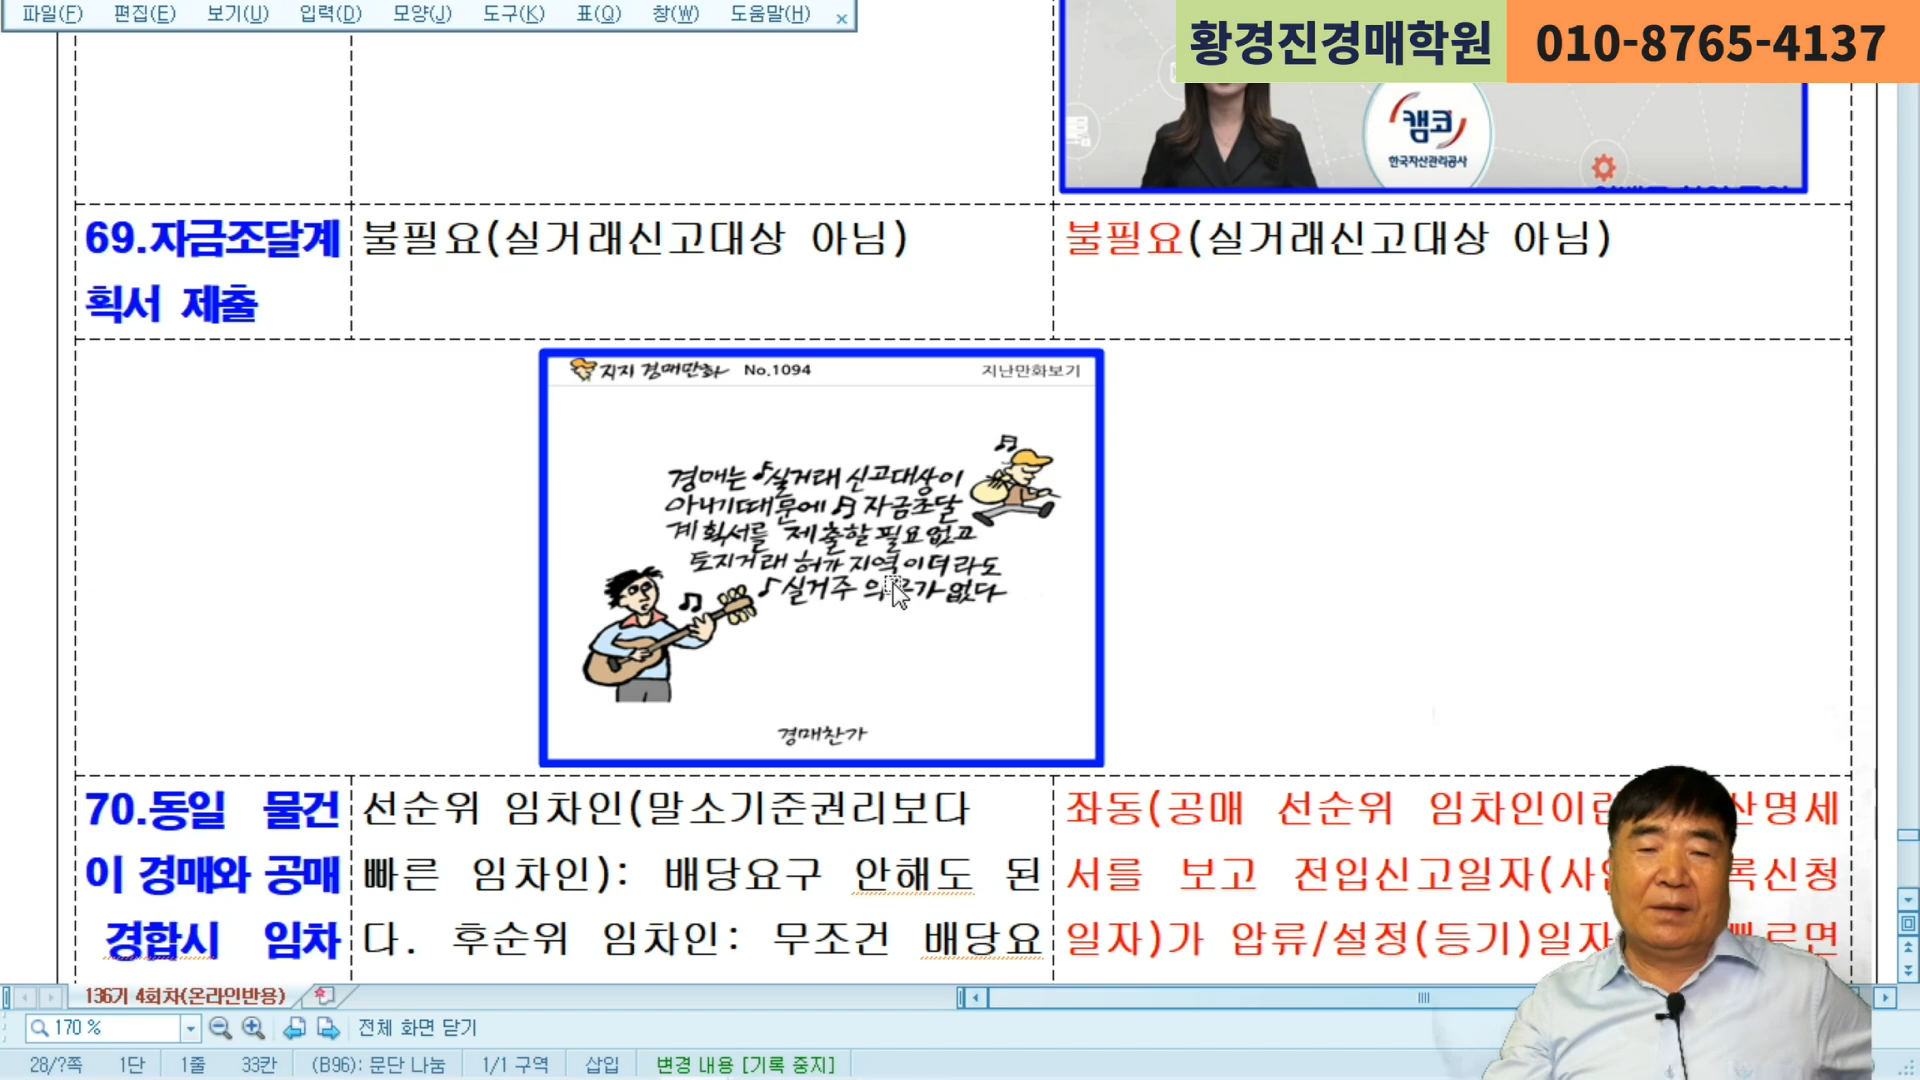 파일(F) 편집(E) 보기(U) 입력(D) 모양(J) 도구(K) 표(Q) 창(W) 도움말(H)
황경진경매학원 010-8765-4137
캠코
한국자산관리공사
69.자금조달계 불필요(실거래신고대상 아님) 불필요(실거래신고대상 아님)
획서 제출
지지 경매만화 No.1094 지난만화보기
경매는 실거래 신고대상이
아니기때문에 자금조달
계획서를 제출할 필요없고
토지거래 허가 지역이더라도
실거주 의 가 없다
경매찬가
70.동일 물건 선순위 임차인(말소기준권리보다 좌동(공매 선순위 임차인이란 산명세
이 경매와 공매 빠른 임차인): 배당요구 안해도 된 서를 보고 전입신고일자(사 록신청
경합시 임차 다. 후순위 임차인: 무조건 배당요 일자)가 압류/설정(등기)일자 빠르면
136기 4회차(온라인반용)
170 % 전체 화면 닫기
28/?쪽 1단 1줄 33칸 (B96): 문단 나눔 1/1 구역 삽입 변경 내용 [기록 중지]